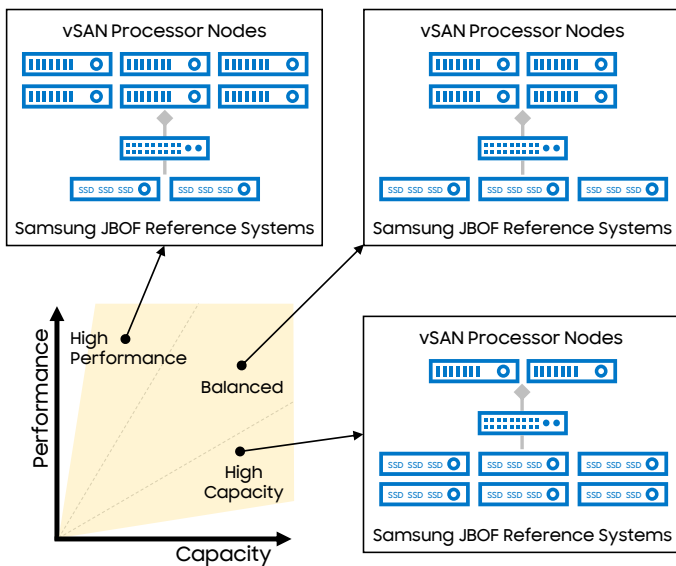 vSAN Processor Nodes
SSD SSD SSD SSD SSD SSD
Samsung JBOF Reference Systems
vSAN Processor Nodes
SSD SSD SSD SSD SSD SSD SSD SSD SSD
Samsung JBOF Reference Systems
Performance
High
Performance
Balanced
High
Capacity
Capacity
vSAN Processor Nodes
SSD SSD SSD SSD SSD SSD SSD SSD SSD
SSD SSD SSD SSD SSD SSD SSD SSD SSD
Samsung JBOF Reference Systems